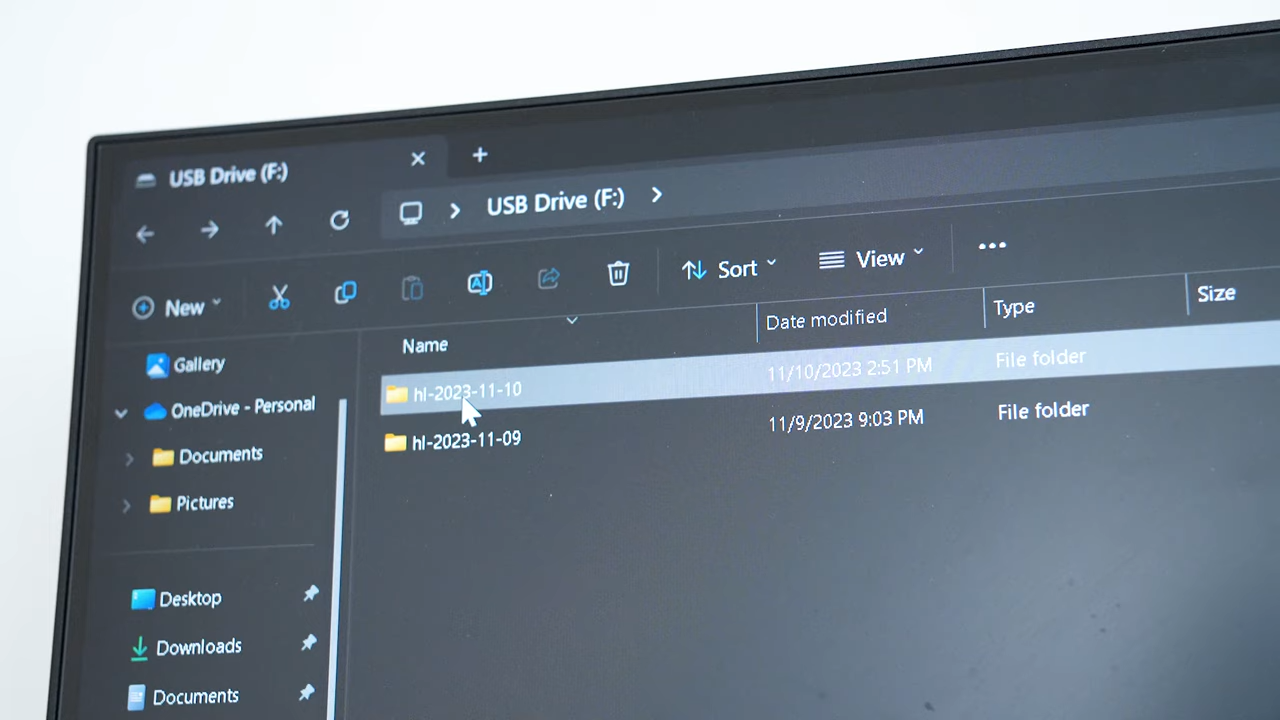 USB Drive (F:)
USB Drive (F:)
New
Sort
View
Name
Date modified
Type
Size
hl-2023-11-10
11/10/2023 2:51 PM
File folder
hl-2023-11-09
11/9/2023 9:03 PM
File folder
Gallery
OneDrive - Personal
Documents
Pictures
Desktop
Downloads
Documents